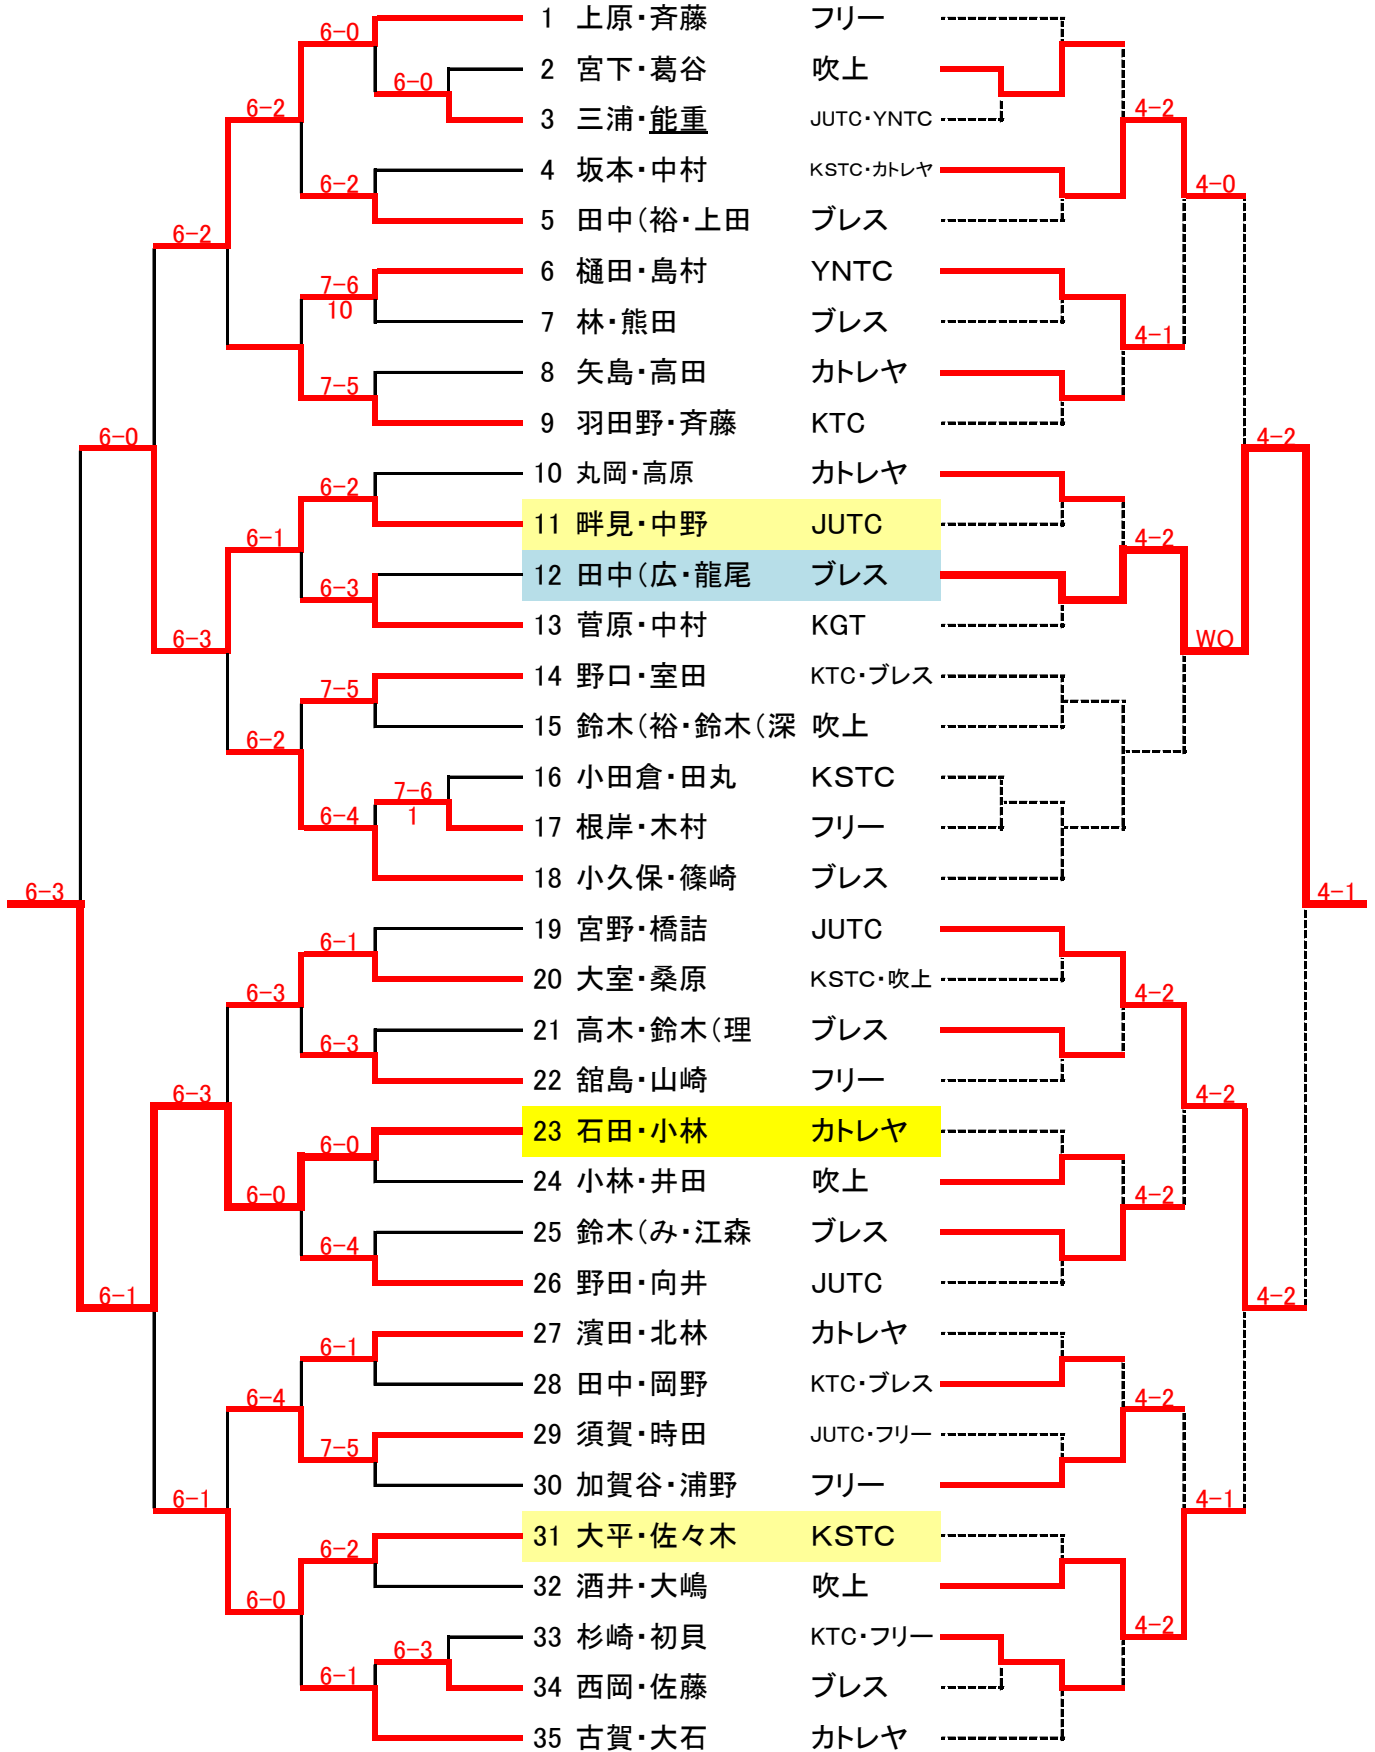 1 上原・斉藤 フリー
6-0
2 宮下・葛谷 吹上
6-0
6-2 4-2
3 三浦・能重 JUTC・YNTC
4 坂本・中村 KSTC・カトレヤ
6-2 4-0
5 田中(裕・上田 ブレス
6-2
6 樋田・島村 YNTC
7-6
10
7 林・熊田 ブレス
4-1
8 矢島・高田 カトレヤ
7-5
9 羽田野・斉藤 KTC
6-0 4-2
10 丸岡・高原 カトレヤ
6-2
11 畔見・中野 JUTC
6-1 4-2
12 田中(広・龍尾 ブレス
6-3
13 菅原・中村 KGT
6-3 WO
14 野口・室田 KTC・ブレス
7-5
15 鈴木(裕・鈴木(深 吹上
6-2
16 小田倉・田丸 KSTC
7-6
1
6-4
17 根岸・木村 フリー
18 小久保・篠崎 ブレス
6-3 4-1
19 宮野・橋詰 JUTC
6-1
20 大室・桑原 KSTC・吹上
6-3 4-2
21 高木・鈴木(理 ブレス
6-3
22 舘島・山崎 フリー
6-3 4-2
23 石田・小林 カトレヤ
6-0
24 小林・井田 吹上
6-0 4-2
25 鈴木(み・江森 ブレス
6-4
26 野田・向井 JUTC
6-1 4-2
27 濱田・北林 カトレヤ
6-1
28 田中・岡野 KTC・ブレス
6-4 4-2
29 須賀・時田 JUTC・フリー
7-5
30 加賀谷・浦野 フリー
6-1 4-1
31 大平・佐々木 KSTC
6-2
32 酒井・大嶋 吹上
6-0 4-2
33 杉崎・初貝 KTC・フリー
6-3
6-1
34 西岡・佐藤 ブレス
35 古賀・大石 カトレヤ